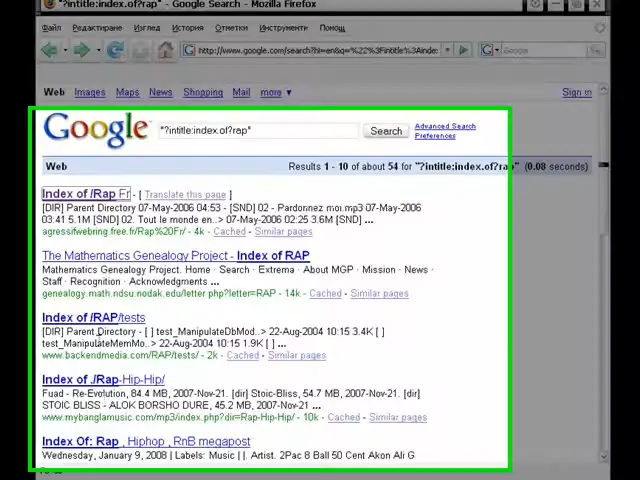 "?intitle:index.of?rap" - Google Search - Mozilla Firefox
Файл Редактиране Изглед История Отметки Инструменти Помощ
http://www.google.com/search?hl=en&q=%22%3Fintitle%3Ainde
Google
Web Images Maps News Shopping Mail more ▼ Sign in
Google "?intitle:index.of?rap" Search Advanced Search
Preferences
Web Results 1 - 10 of about 54 for "?intitle:index.of?rap" (0.08 seconds)
Index of /Rap Fr - [ Translate this page ]
[DIR] Parent Directory 07-May-2006 04:53 - [SND] 02 - Pardonnez moi.mp3 07-May-2006
03:41 5.1M [SND] 02. Tout le monde en..> 07-May-2006 02:25 3.6M [SND] ...
agressifwebring.free.fr/Rap%20Fr/ - 4k - Cached - Similar pages
The Mathematics Genealogy Project - Index of RAP
Mathematics Genealogy Project. Home · Search · Extrema · About MGP · Mission · News ·
Staff · Recognition · Acknowledgments ...
genealogy.math.ndsu.nodak.edu/letter.php?letter=RAP - 14k - Cached - Similar pages
Index of /RAP/tests
[DIR] Parent Directory - [ ] test_ManipulateDbMod..> 22-Aug-2004 10:15 3.4K [ ]
test_ManipulateMemMo..> 22-Aug-2004 10:15 1.9K [ ] ...
www.backendmedia.com/RAP/tests/ - 2k - Cached - Similar pages
Index of ./Rap-Hip-Hip/
Fuad - Re-Evolution, 84.4 MB, 2007-Nov-21. [dir] Stoic-Bliss, 54.7 MB, 2007-Nov-21. [dir]
STOIC BLISS - ALOK BORSHO DURE, 45.2 MB, 2007-Nov-21 ...
www.mybanglamusic.com/mp3/index.php?dir=Rap-Hip-Hip/ - 10k - Cached - Similar pages
Index Of: Rap , Hiphop , RnB megapost
Wednesday, January 9, 2008 | Labels: Music | |. Artist. 2Pac 8 Ball 50 Cent Akon Ali G